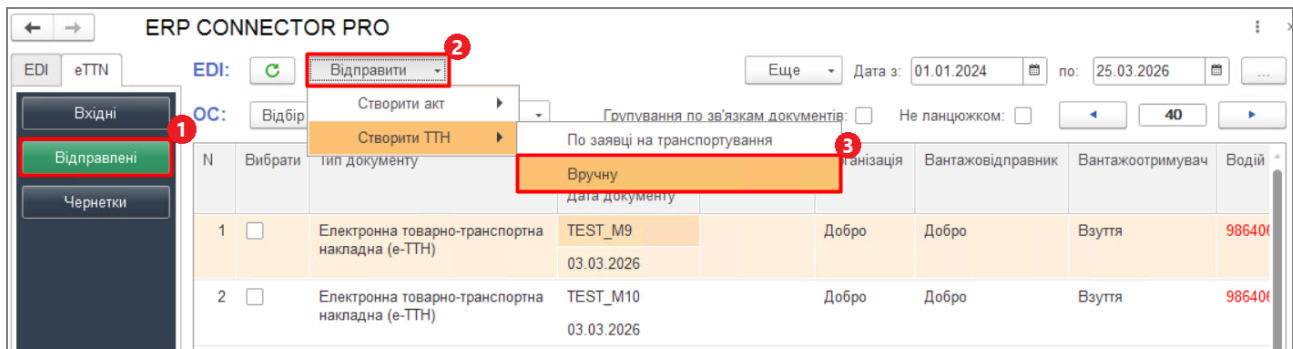 ERP CONNECTOR PRO
2
EDI
eTTN
EDI:
Відправити
Еще
Дата з:
01.01.2024
по:
25.03.2026
...
Вхідні
ОС:
Відбір
Створити акт
Групування по зв'язкам документів:
Не ланцюжком:
40
1
Відправлені
Створити ТТН
По заявці на транспортування
3
Вручну
Чернетки
N
Вибрати
Тип документу
Дата документу
Вантажовідправник
Вантажоотримувач
Водій
1
Електронна товарно-транспортна
накладна (е-ТТН)
TEST_M9
03.03.2026
Добро
Добро
Взуття
2
Електронна товарно-транспортна
накладна (е-ТТН)
TEST_M10
03.03.2026
Добро
Добро
Взуття